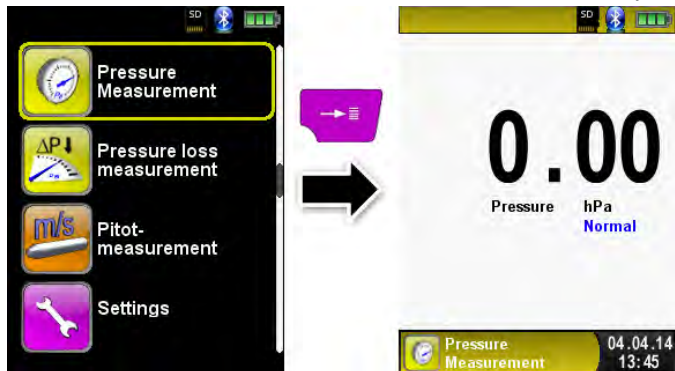 SD
Pressure
Measurement
ΔP
Pressure loss
measurement
m/s
Pitot-
measurement
Settings
SD
0.00
Pressure hPa
Normal
Pressure
Measurement
04.04.14
13:45